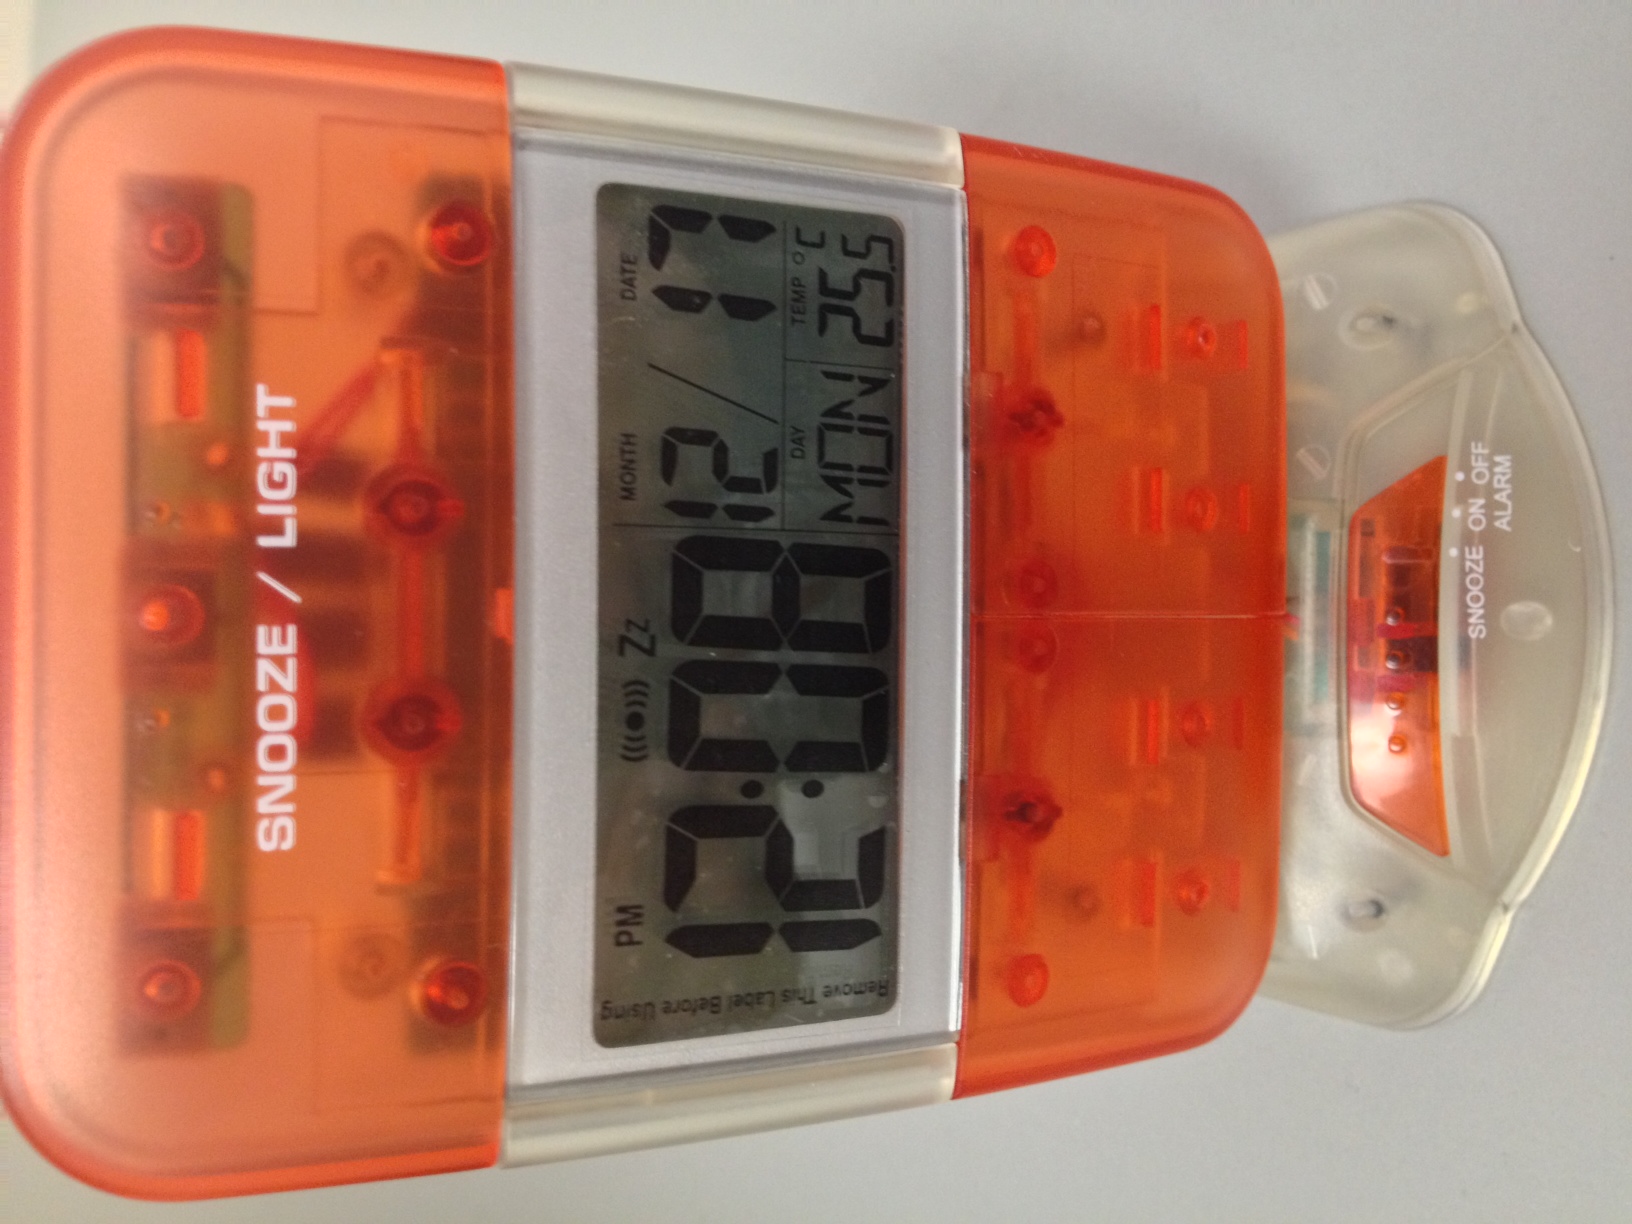 SNOOZE / LIGHT
PM Zz MONTH DATE
12:08 12 / 17
DAY TEMP °C
MON 25.5
Remove This Label Before Using
SNOOZE ON OFF
ALARM